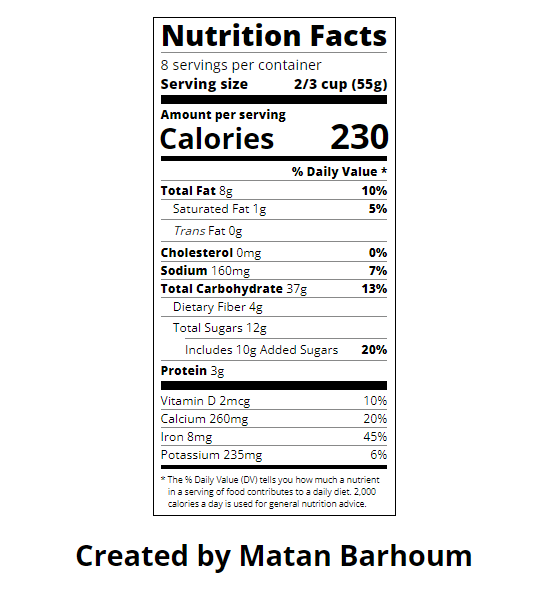 Nutrition Facts
8 servings per container
Serving size 2/3 cup (55g)
Amount per serving
Calories 230
% Daily Value *
Total Fat 8g 10%
Saturated Fat 1g 5%
Trans Fat 0g
Cholesterol 0mg 0%
Sodium 160mg 7%
Total Carbohydrate 37g 13%
Dietary Fiber 4g
Total Sugars 12g
Includes 10g Added Sugars 20%
Protein 3g
Vitamin D 2mcg 10%
Calcium 260mg 20%
Iron 8mg 45%
Potassium 235mg 6%
* The % Daily Value (DV) tells you how much a nutrient
in a serving of food contributes to a daily diet. 2,000
calories a day is used for general nutrition advice.
Created by Matan Barhoum